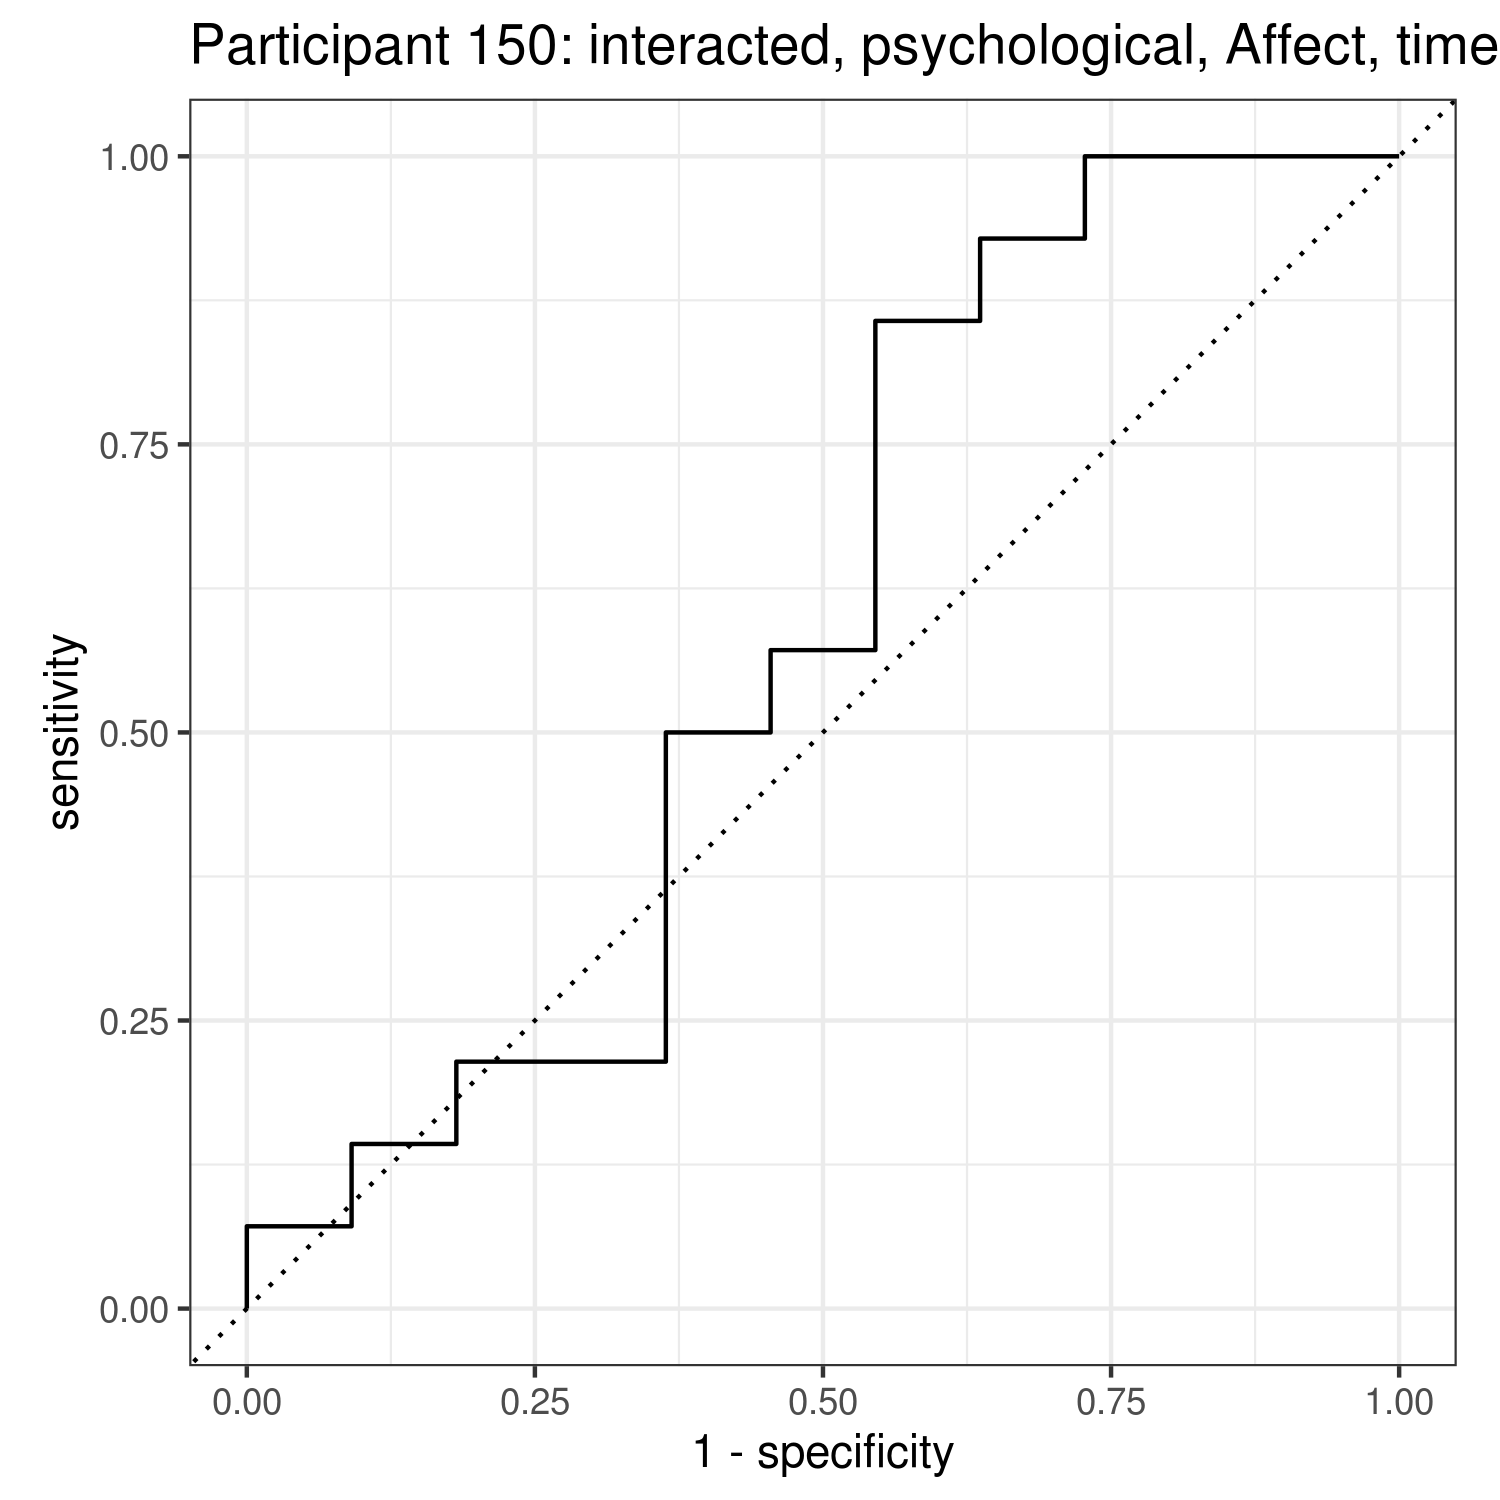 Participant 150: interacted, psychological, Affect, time
1.00
0.75
0.50
0.25
0.00
sensitivity
0.00 0.25 0.50 0.75 1.00
1 - specificity